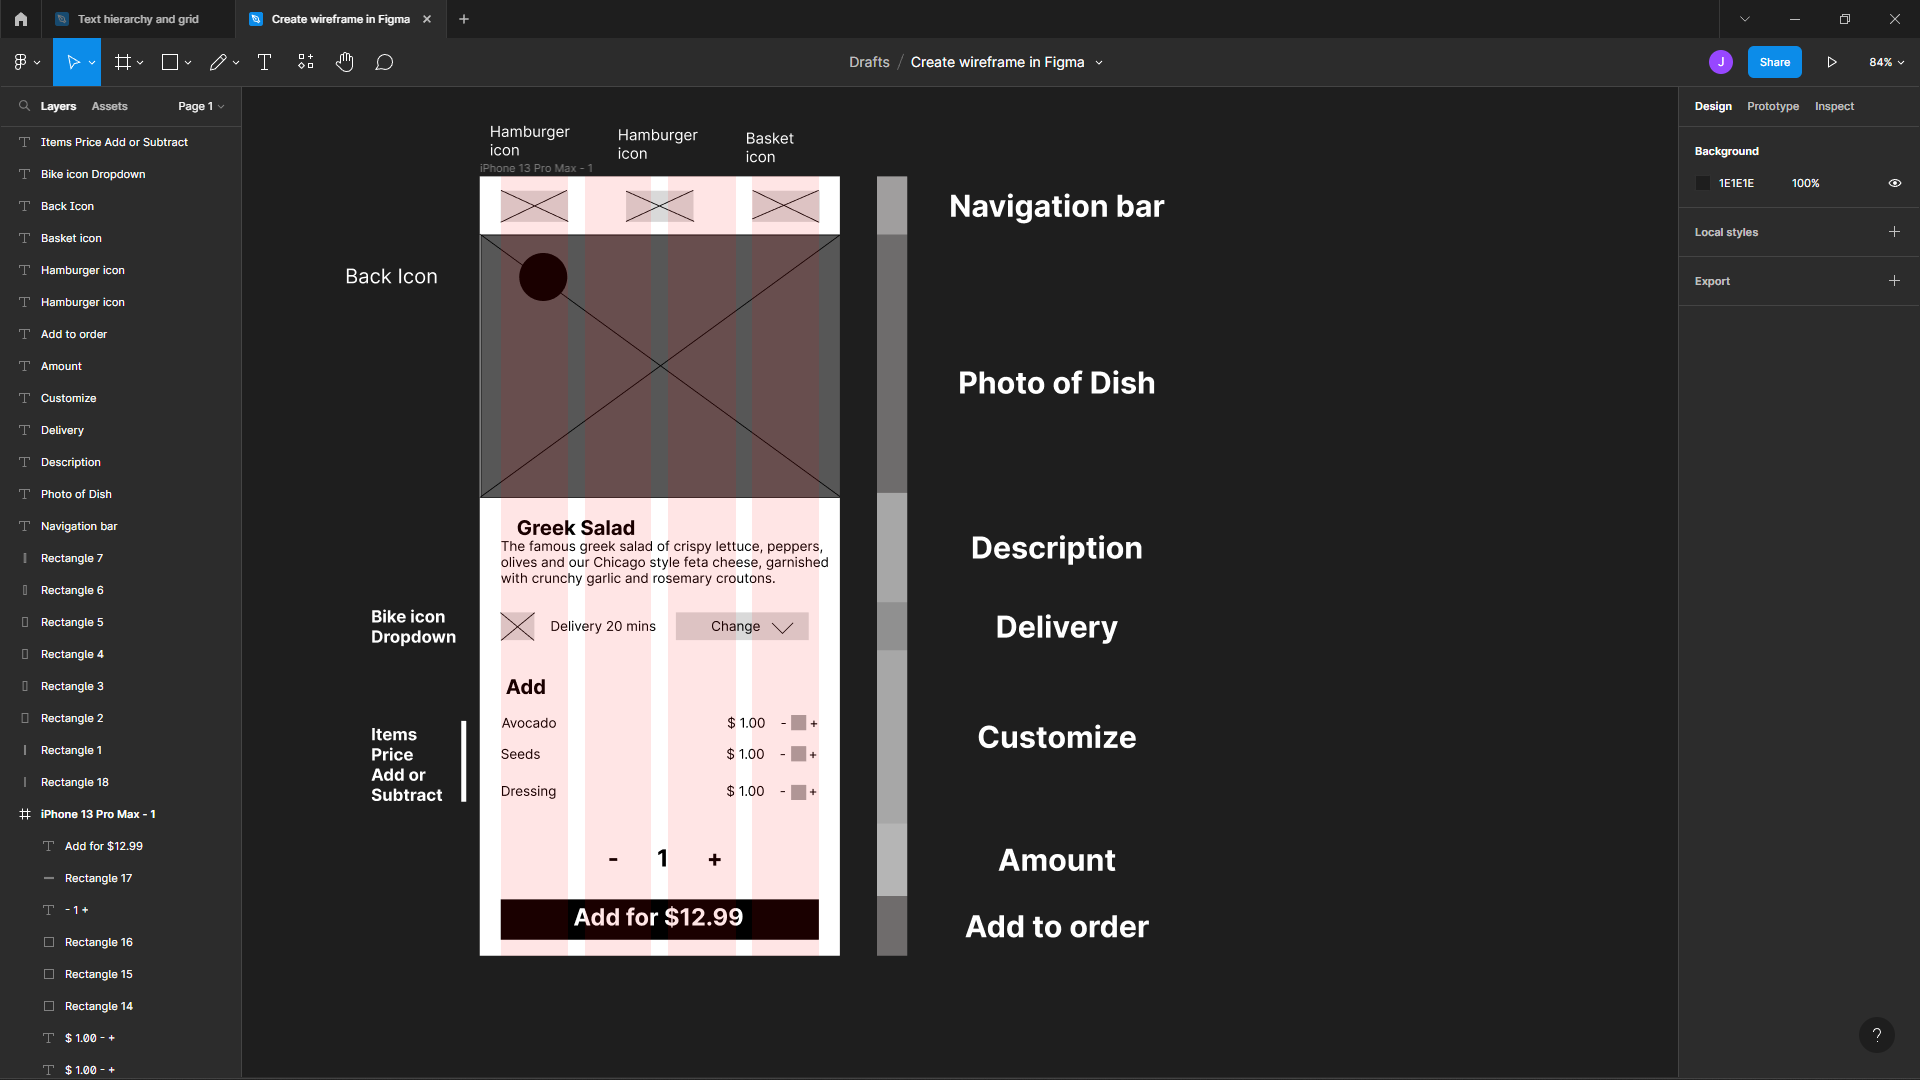 Text hierarchy and grid
Create wireframe in Figma
Drafts / Create wireframe in Figma
J
Share
84%
Layers
Assets
Page 1
Items Price Add or Subtract
Bike icon Dropdown
Back Icon
Basket icon
Hamburger icon
Hamburger icon
Add to order
Amount
Customize
Delivery
Description
Photo of Dish
Navigation bar
Rectangle 7
Rectangle 6
Rectangle 5
Rectangle 4
Rectangle 3
Rectangle 2
Rectangle 1
Rectangle 18
iPhone 13 Pro Max - 1
Add for $12.99
Rectangle 17
- 1 +
Rectangle 16
Rectangle 15
Rectangle 14
$ 1.00 - +
$ 1.00 - +
Hamburger
icon
Hamburger
icon
Basket
icon
iPhone 13 Pro Max - 1
Back Icon
Greek Salad
The famous greek salad of crispy lettuce, peppers,
olives and our Chicago style feta cheese, garnished
with crunchy garlic and rosemary croutons.
Bike icon
Dropdown
Delivery 20 mins
Change
Add
Items
Price
Add or
Subtract
Avocado
$ 1.00 - +
Seeds
$ 1.00 - +
Dressing
$ 1.00 - +
- 1 +
Add for $12.99
Navigation bar
Photo of Dish
Description
Delivery
Customize
Amount
Add to order
Design
Prototype
Inspect
Background
1E1E1E
100%
Local styles
Export
?